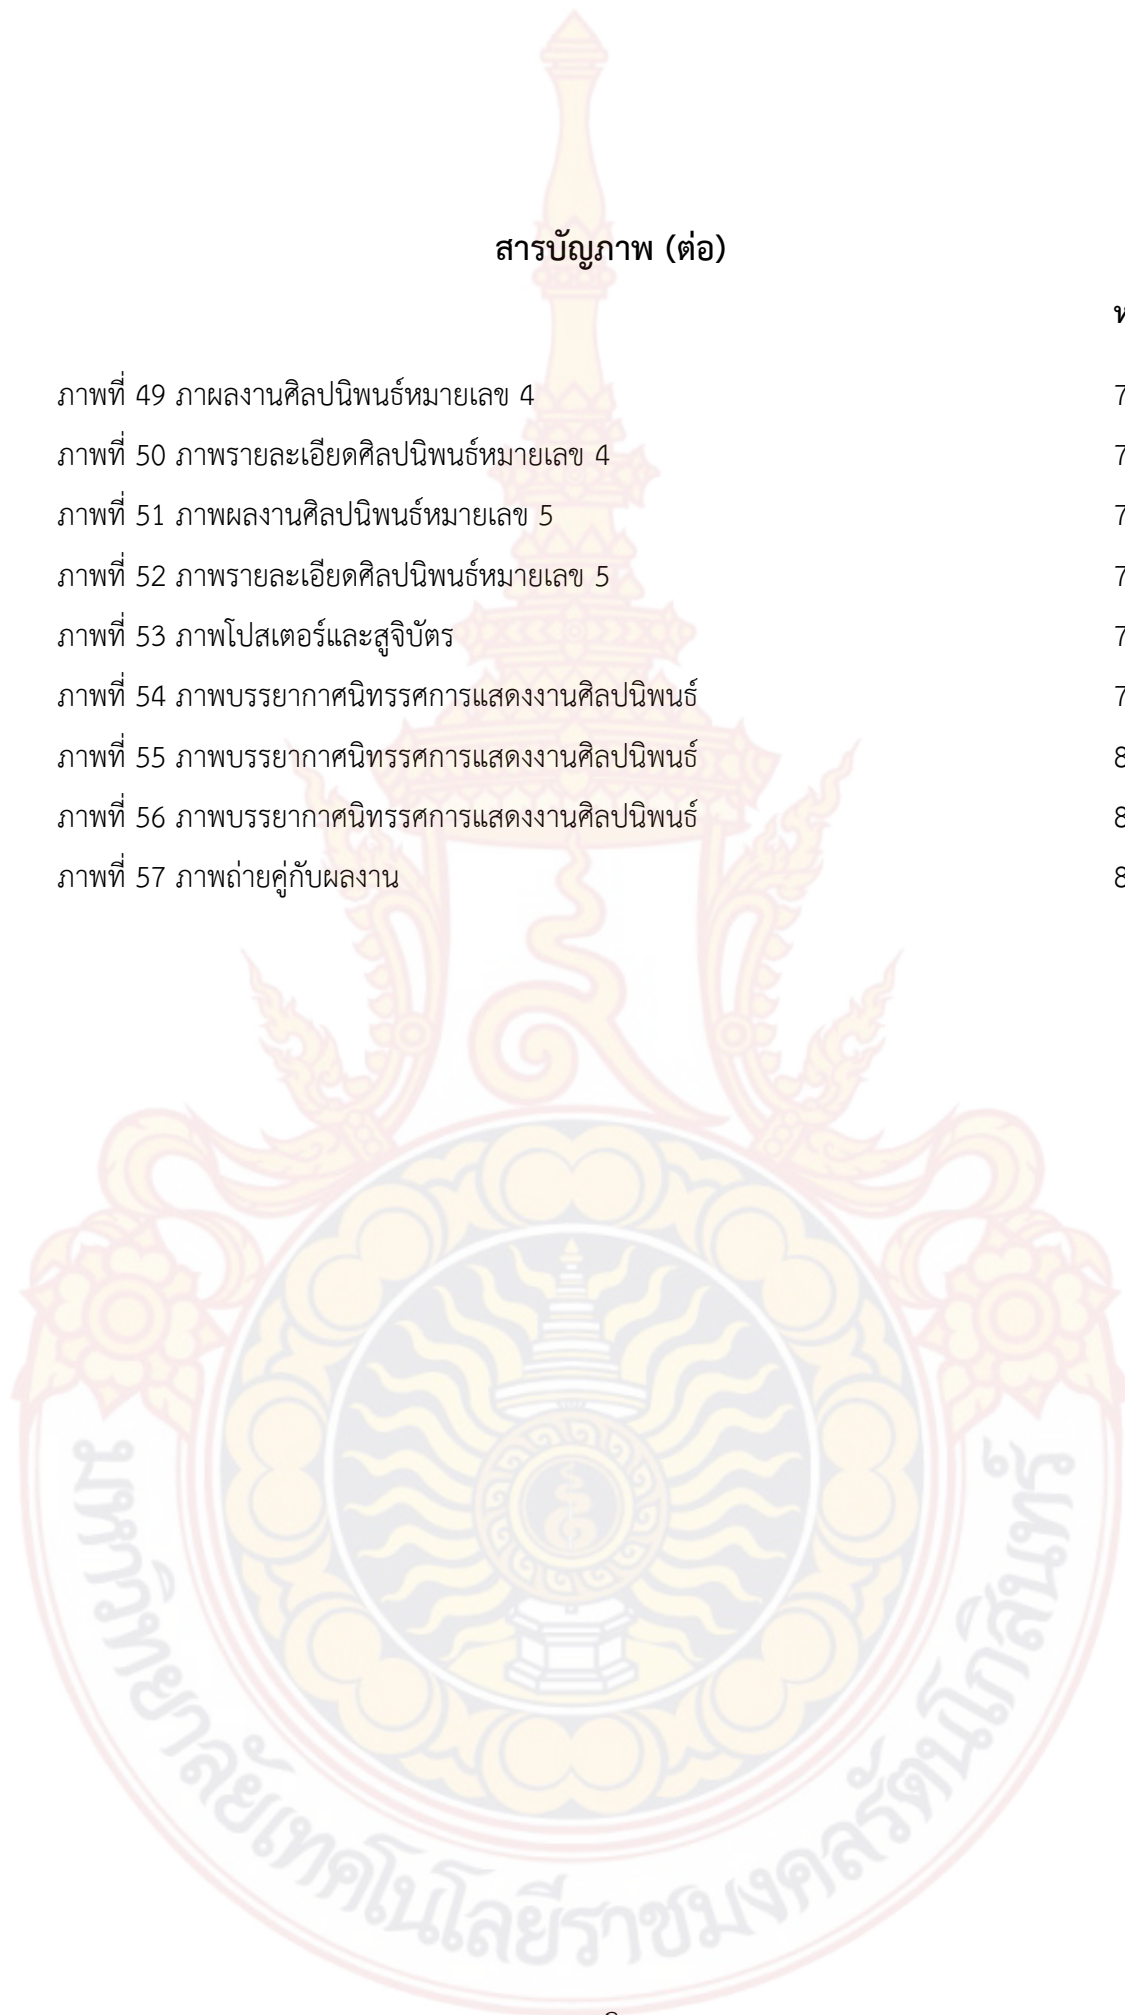 สารบัญภาพ (ต่อ)
ภาพที่ 49 ภาผลงานศิลปนิพนธ์หมายเลข 4 7
ภาพที่ 50 ภาพรายละเอียดศิลปนิพนธ์หมายเลข 4 7
ภาพที่ 51 ภาพผลงานศิลปนิพนธ์หมายเลข 5 7
ภาพที่ 52 ภาพรายละเอียดศิลปนิพนธ์หมายเลข 5 7
ภาพที่ 53 ภาพโปสเตอร์และสูจิบัตร 7
ภาพที่ 54 ภาพบรรยากาศนิทรรศการแสดงงานศิลปนิพนธ์ 7
ภาพที่ 55 ภาพบรรยากาศนิทรรศการแสดงงานศิลปนิพนธ์ 8
ภาพที่ 56 ภาพบรรยากาศนิทรรศการแสดงงานศิลปนิพนธ์ 8
ภาพที่ 57 ภาพถ่ายคู่กับผลงาน 8
มหาวิทยาลัยเทคโนโลยีราชมงคลรัตนโกสินทร์